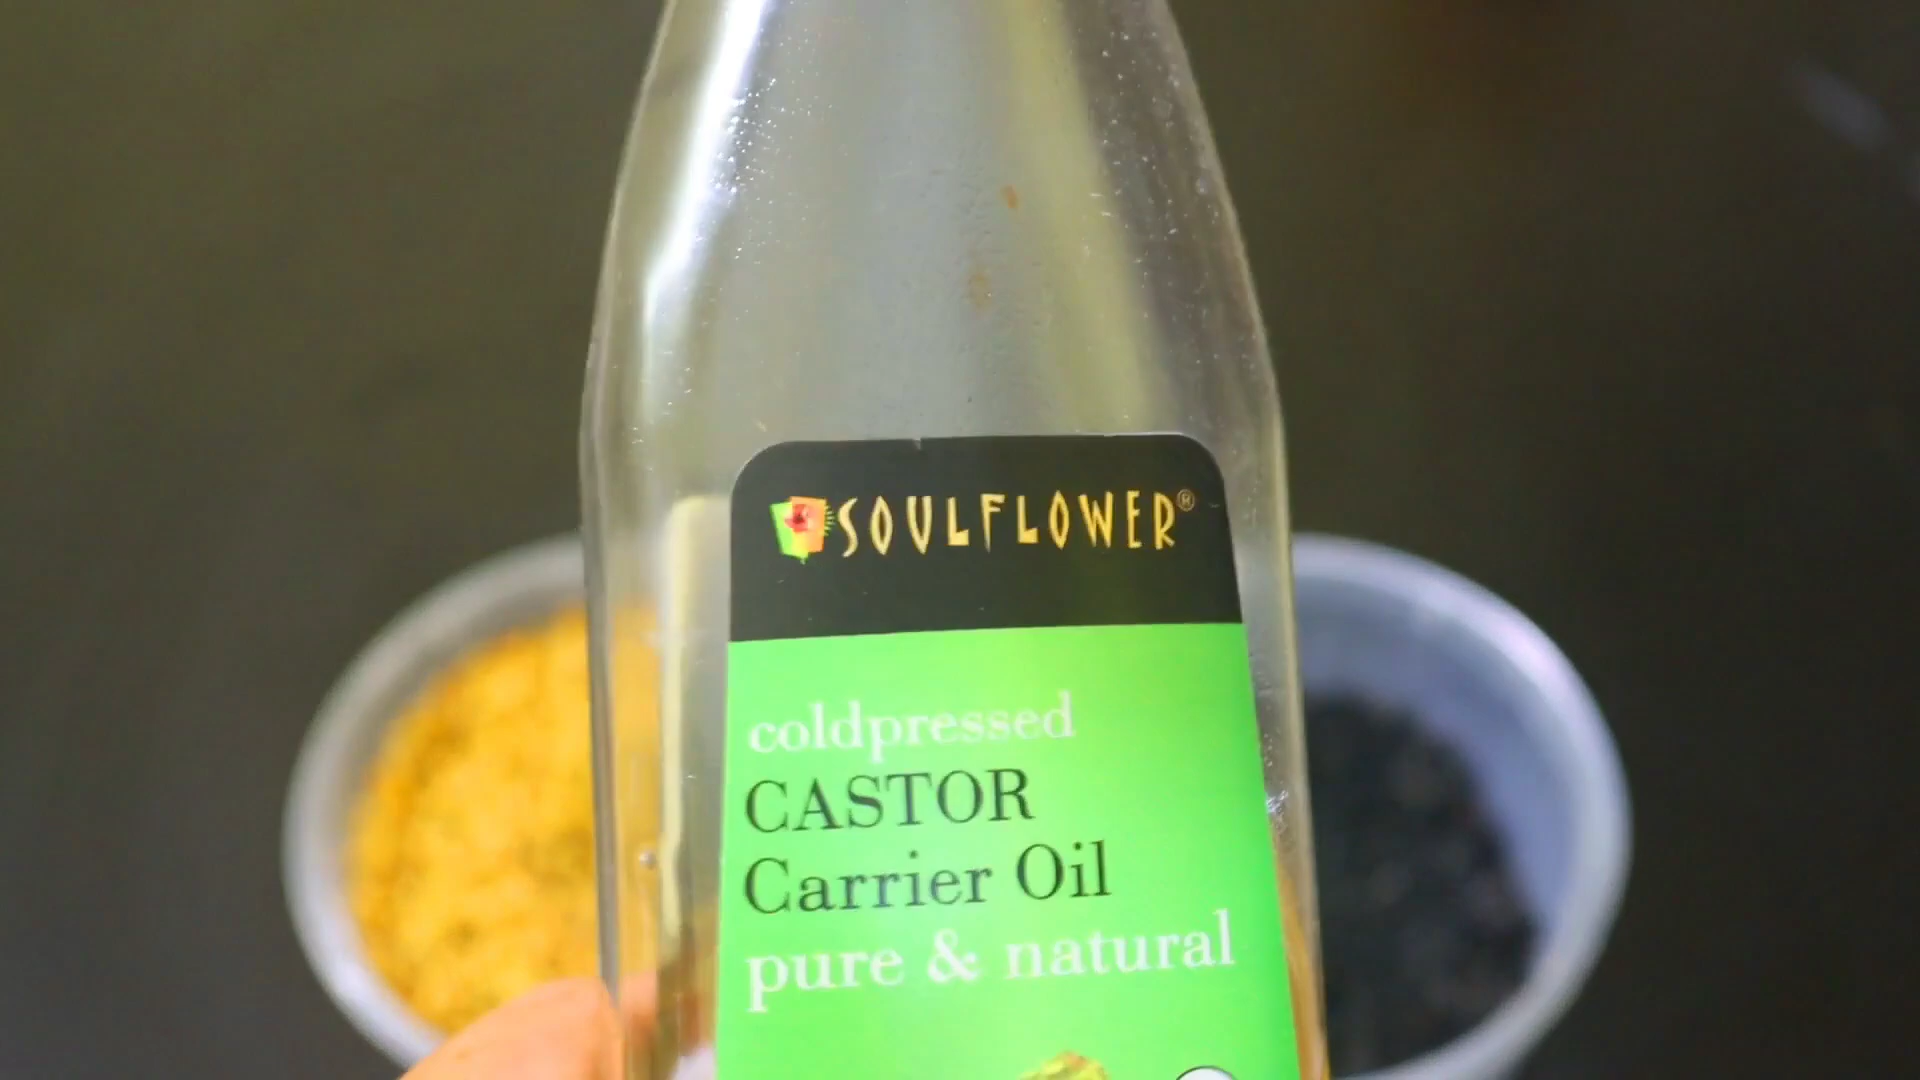 SOULFLOWER®
coldpressed
CASTOR
Carrier Oil
pure & natural